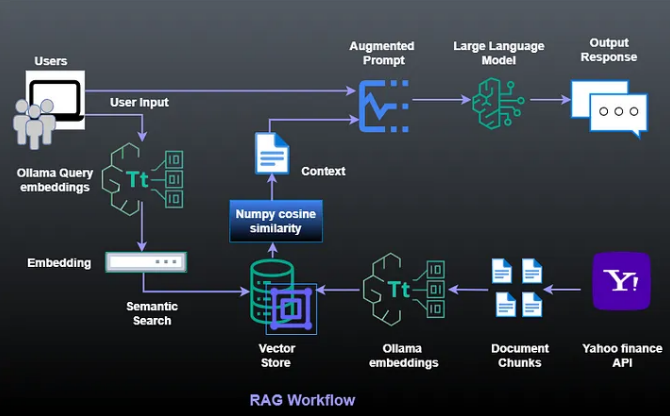 Users
Augmented
Prompt
Large Language
Model
Output
Response
User Input
Ollama Query
embeddings
Tt
Context
Numpy cosine
similarity
Embedding
Semantic
Search
Vector
Store
Tt
Ollama
embeddings
Document
Chunks
Y!
Yahoo finance
API
RAG Workflow